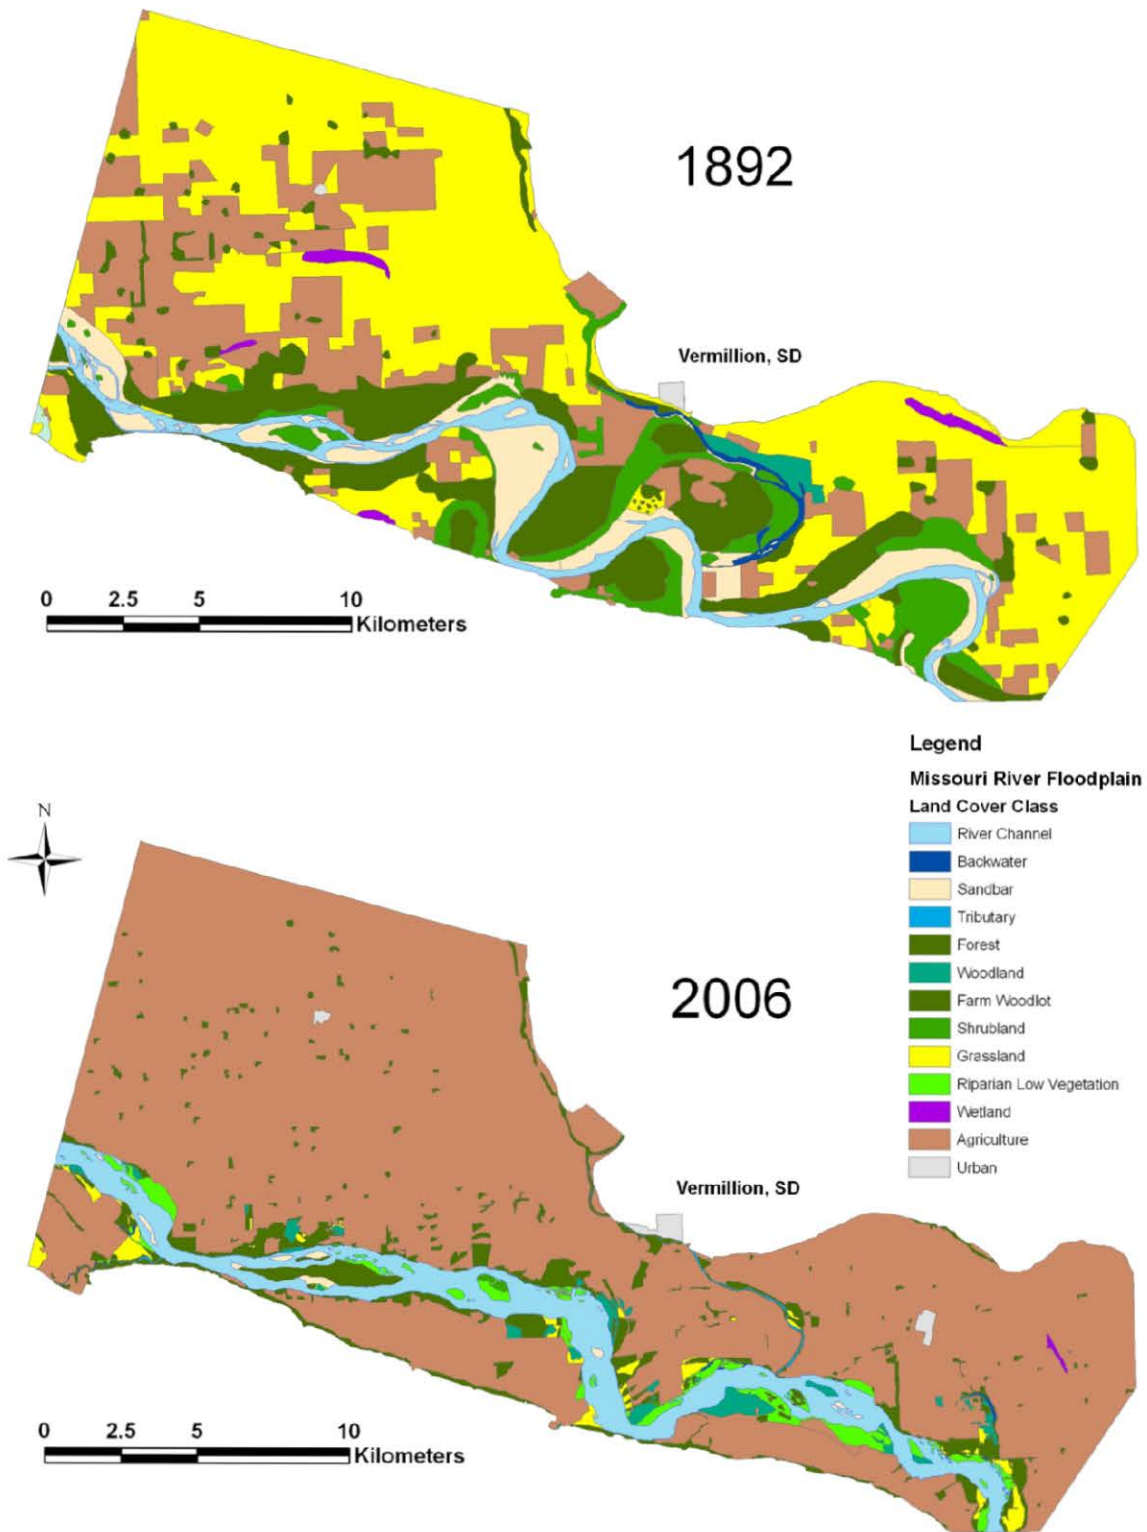 1892
Vermillion, SD
0 2.5 5 10
Kilometers
Legend
Missouri River Floodplain
Land Cover Class
River Channel
Backwater
Sandbar
Tributary
Forest
Woodland
Farm Woodlot
Shrubland
Grassland
Riparian Low Vegetation
Wetland
Agriculture
Urban
N
2006
Vermillion, SD
0 2.5 5 10
Kilometers